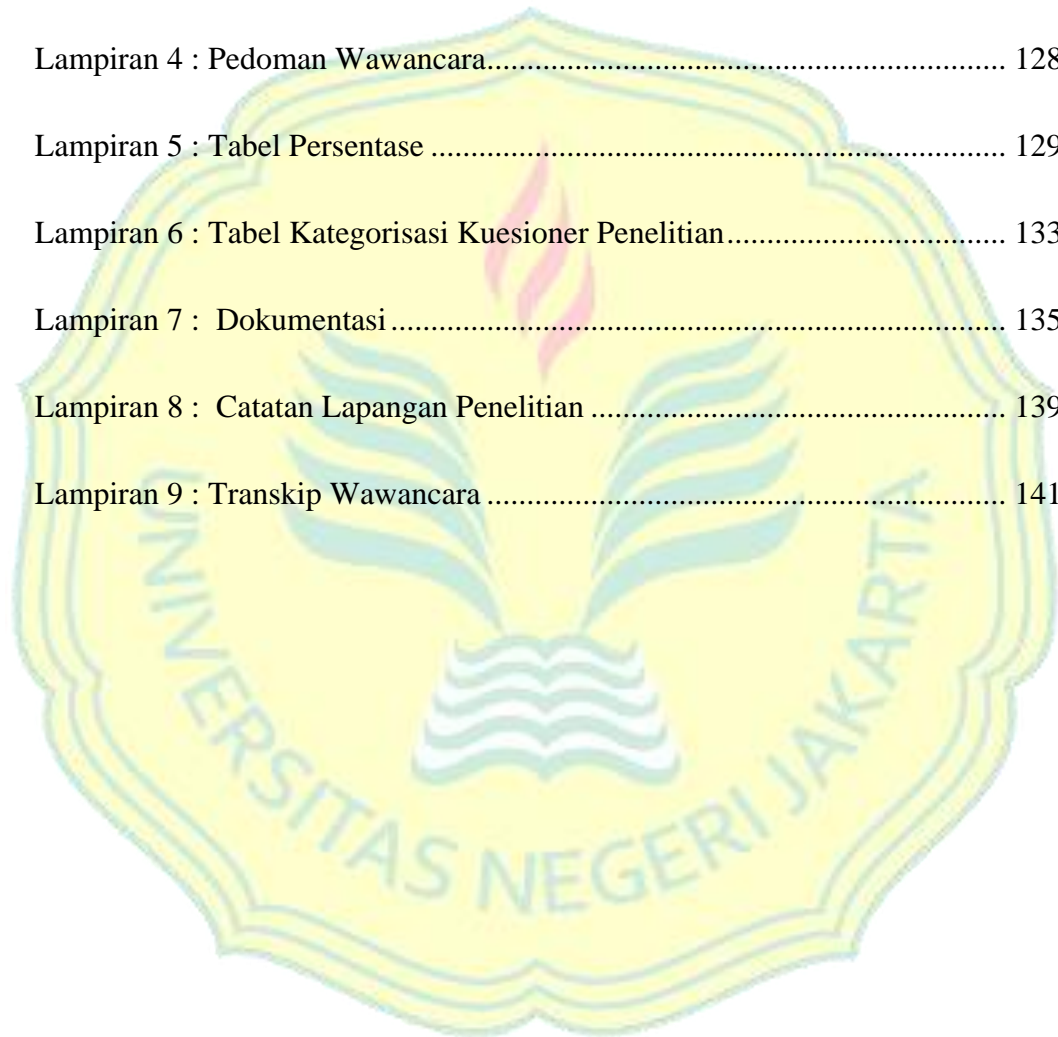 Lampiran 4 : Pedoman Wawancara................................................................ 128
Lampiran 5 : Tabel Persentase ....................................................................... 129
Lampiran 6 : Tabel Kategorisasi Kuesioner Penelitian.................................. 133
Lampiran 7 :  Dokumentasi............................................................................ 135
Lampiran 8 :  Catatan Lapangan Penelitian ................................................... 139
Lampiran 9 : Transkip Wawancara ................................................................ 141
UNIVERSITAS NEGERI JAKARTA